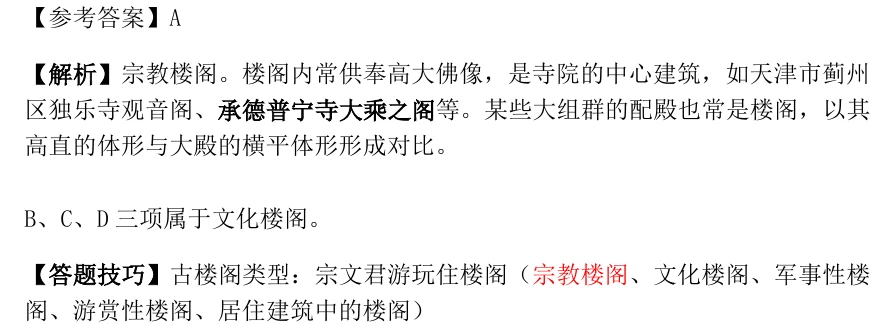 【参考答案】A
【解析】宗教楼阁。楼阁内常供奉高大佛像，是寺院的中心建筑，如天津市蓟州
区独乐寺观音阁、承德普宁寺大乘之阁等。某些大组群的配殿也常是楼阁，以其
高直的体形与大殿的横平体形形成对比。
B、C、D 三项属于文化楼阁。
【答题技巧】古楼阁类型：宗文君游玩住楼阁（宗教楼阁、文化楼阁、军事性楼
阁、游赏性楼阁、居住建筑中的楼阁）